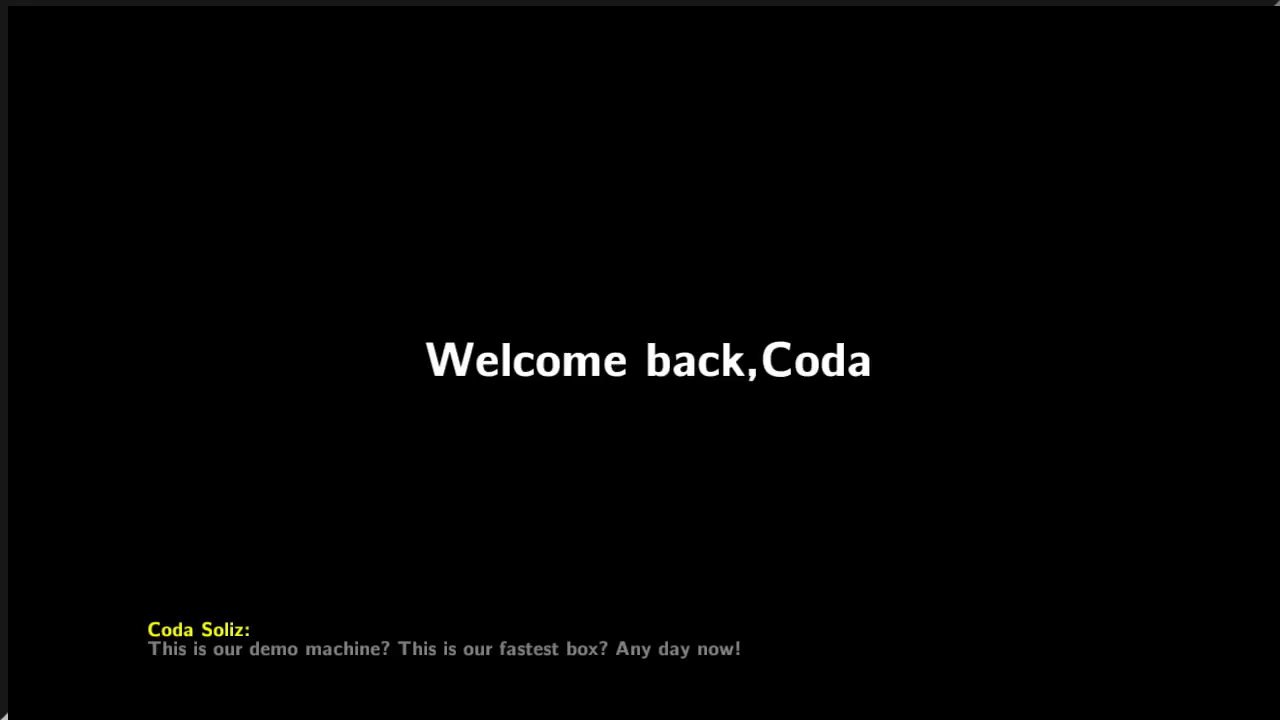 Welcome back,Coda
Coda Soliz:
This is our demo machine? This is our fastest box? Any day now!